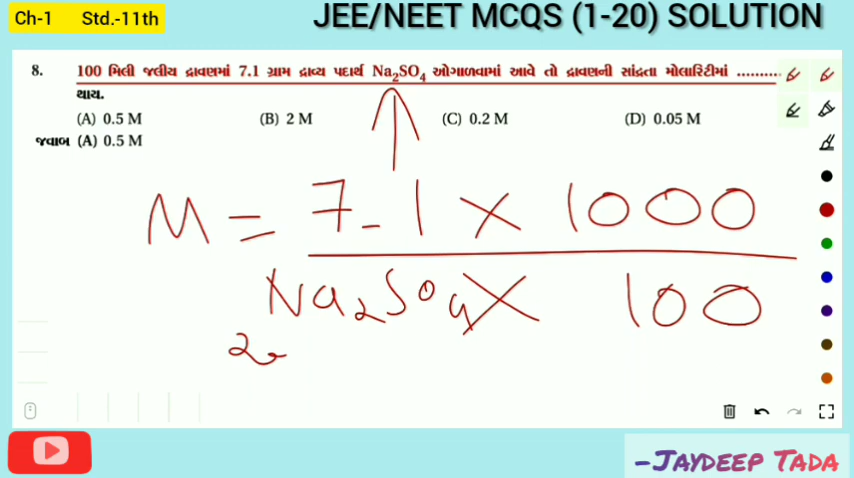 Ch-1 Std.-11th
JEE/NEET MCQS (1-20) SOLUTION
8. 100 મિલી જલીય દ્રાવણમાં 7.1 ગ્રામ દ્રાવ્ય પદાર્થ Na₂SO₄ ઓગાળવામાં આવે તો દ્રાવણની સાંદ્રતા મોલારિટીમાં ..........
થાય.
(A) 0.5 M (B) 2 M (C) 0.2 M (D) 0.05 M
જવાબ (A) 0.5 M
M = 7.1 × 1000
Na₂SO₄ × 100
2
-JAYDEEP TADA